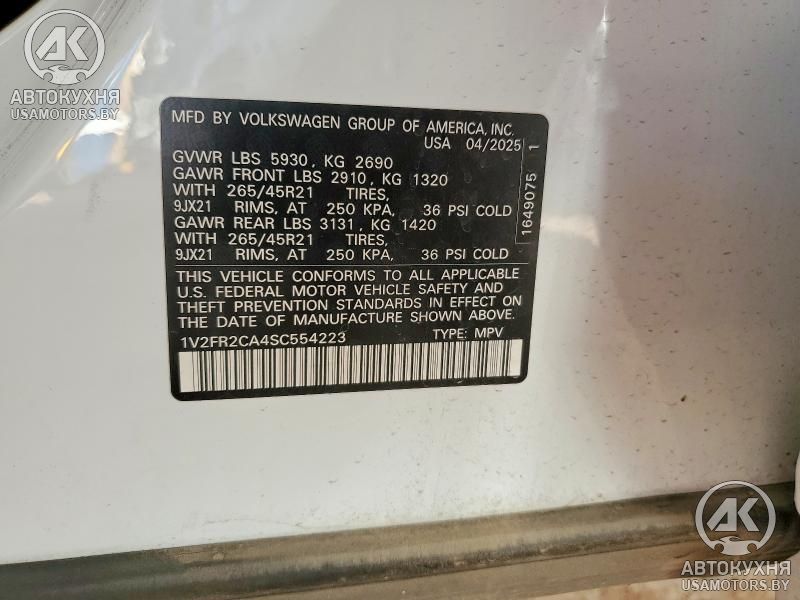 AK
АВТОКУХНЯ
USAMOTORS.BY
MFD BY VOLKSWAGEN GROUP OF AMERICA, INC.
USA 04/2025
GVWR LBS 5930, KG 2690
GAWR FRONT LBS 2910, KG 1320
WITH 265/45R21 TIRES,
9JX21 RIMS, AT 250 KPA, 36 PSI COLD
GAWR REAR LBS 3131, KG 1420
WITH 265/45R21 TIRES,
9JX21 RIMS, AT 250 KPA, 36 PSI COLD
1649075 1
THIS VEHICLE CONFORMS TO ALL APPLICABLE
U.S. FEDERAL MOTOR VEHICLE SAFETY AND
THEFT PREVENTION STANDARDS IN EFFECT ON
THE DATE OF MANUFACTURE SHOWN ABOVE.
1V2FR2CA4SC554223 TYPE: MPV
AK
АВТОКУХНЯ
USAMOTORS.BY